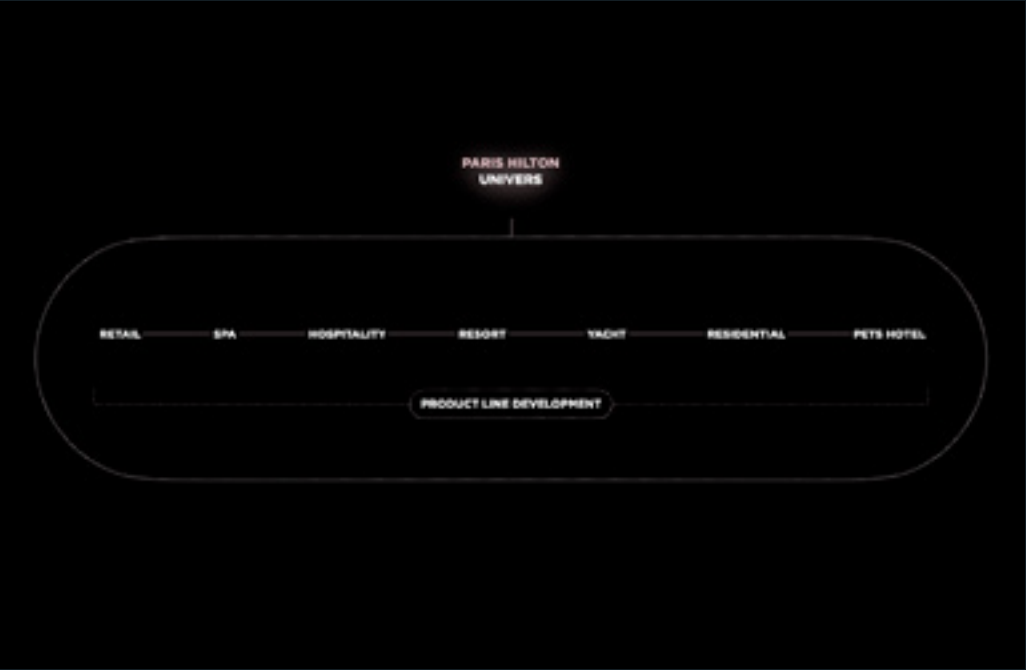 PARIS HILTON
UNIVERS
RETAIL SPA HOSPITALITY RESORT YACHT RESIDENTIAL PETS HOTEL
PRODUCT LINE DEVELOPMENT